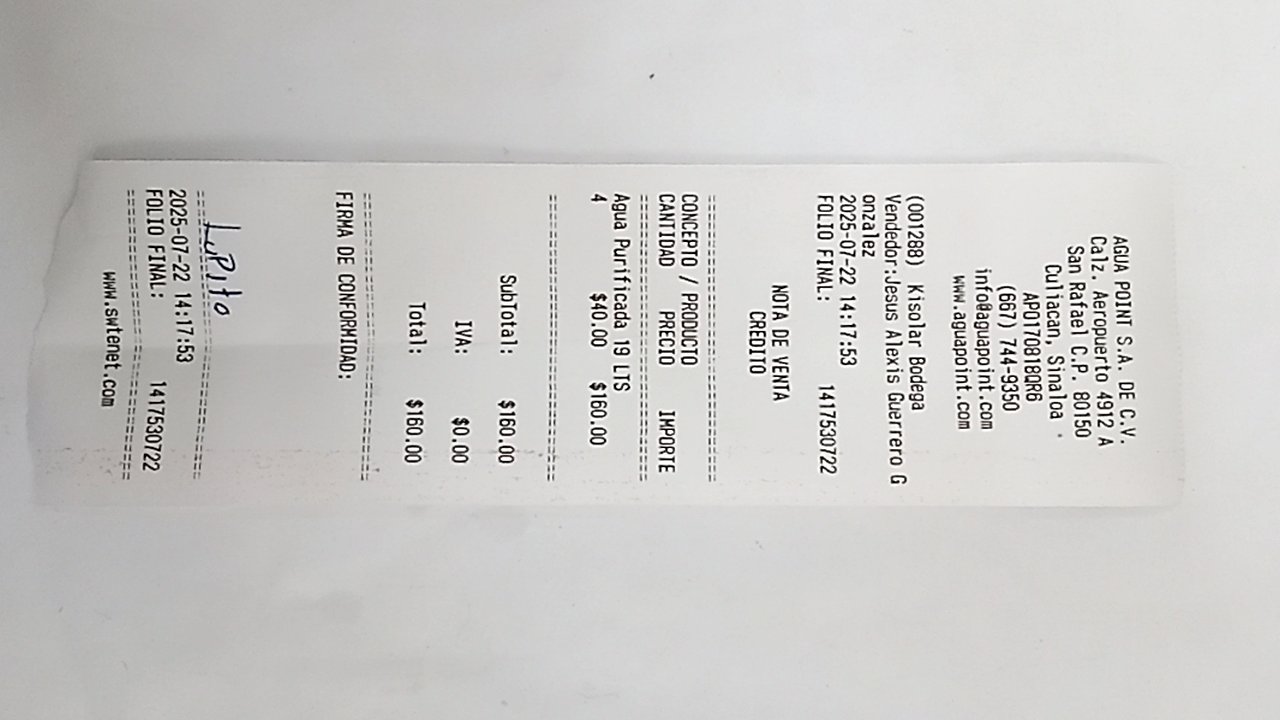 AGUA POINT S.A. DE C.V.
Calz. Aeropuerto 4912 A
San Rafael C.P. 80150
Culiacan, Sinaloa
APO170818QR6
(667) 744-9350
info@aguapoint.com
www.aguapoint.com
(001288) Kisolar Bodega
Vendedor:Jesus Alexis Guerrero G
onzalez
2025-07-22 14:17:53
FOLIO FINAL: 1417530722
NOTA DE VENTA
CREDITO
================================
CONCEPTO / PRODUCTO
CANTIDAD PRECIO IMPORTE
================================
Agua Purificada 19 LTS
4 $40.00 $160.00
================================
SubTotal: $160.00
IVA: $0.00
Total: $160.00
================================
FIRMA DE CONFORMIDAD:
LuPito
================================
2025-07-22 14:17:53
FOLIO FINAL: 1417530722
================================
www.swtenet.com